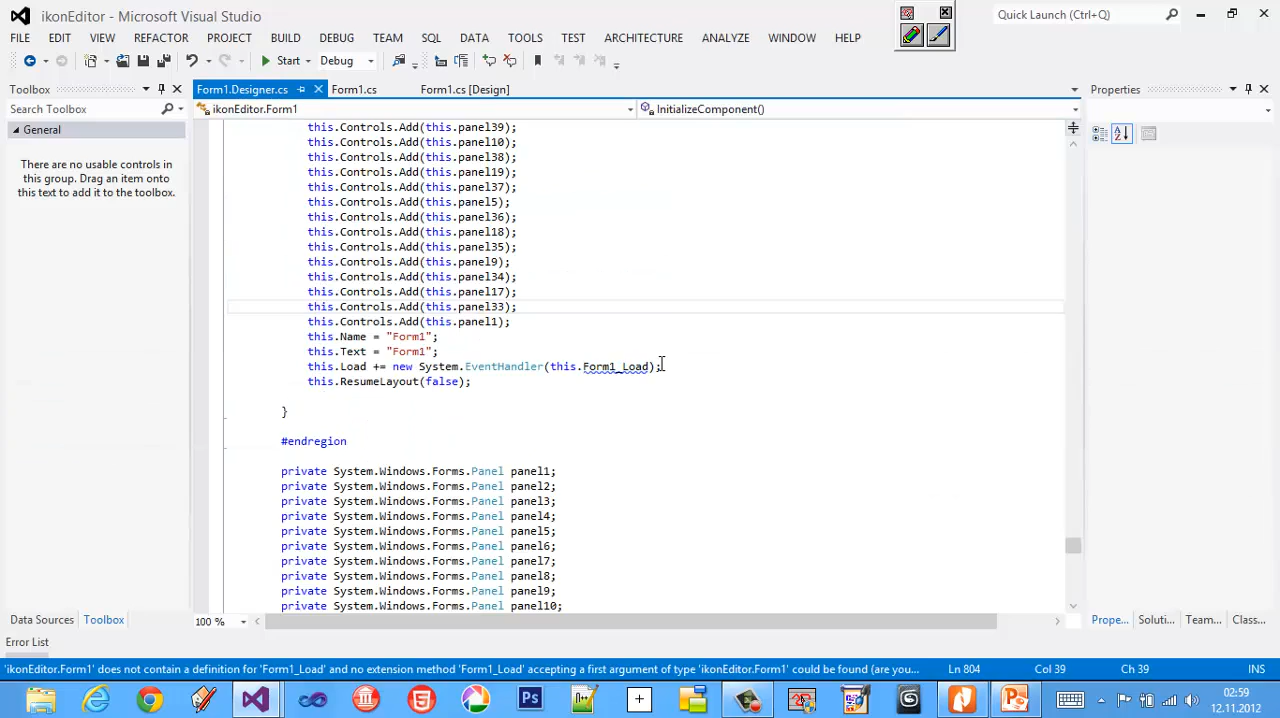 ikonEditor - Microsoft Visual Studio
Quick Launch (Ctrl+Q)
FILE EDIT VIEW REFACTOR PROJECT BUILD DEBUG TEAM SQL DATA TOOLS TEST ARCHITECTURE ANALYZE WINDOW HELP
Start Debug
Toolbox
Form1.Designer.cs Form1.cs Form1.cs [Design]
Properties
Search Toolbox
ikonEditor.Form1
InitializeComponent()
General
There are no usable controls in
this group. Drag an item onto
this text to add it to the toolbox.
this.Controls.Add(this.panel39);
this.Controls.Add(this.panel10);
this.Controls.Add(this.panel38);
this.Controls.Add(this.panel19);
this.Controls.Add(this.panel37);
this.Controls.Add(this.panel5);
this.Controls.Add(this.panel36);
this.Controls.Add(this.panel18);
this.Controls.Add(this.panel35);
this.Controls.Add(this.panel9);
this.Controls.Add(this.panel34);
this.Controls.Add(this.panel17);
this.Controls.Add(this.panel33);
this.Controls.Add(this.panel1);
this.Name = "Form1";
this.Text = "Form1";
this.Load += new System.EventHandler(this.Form1_Load);
this.ResumeLayout(false);
}
#endregion
private System.Windows.Forms.Panel panel1;
private System.Windows.Forms.Panel panel2;
private System.Windows.Forms.Panel panel3;
private System.Windows.Forms.Panel panel4;
private System.Windows.Forms.Panel panel5;
private System.Windows.Forms.Panel panel6;
private System.Windows.Forms.Panel panel7;
private System.Windows.Forms.Panel panel8;
private System.Windows.Forms.Panel panel9;
private System.Windows.Forms.Panel panel10;
100 %
Data Sources Toolbox
Prope... Soluti... Team... Class...
Error List
'ikonEditor.Form1' does not contain a definition for 'Form1_Load' and no extension method 'Form1_Load' accepting a first argument of type 'ikonEditor.Form1' could be found (are you...
Ln 804 Col 39 Ch 39 INS
02:59
12.11.2012